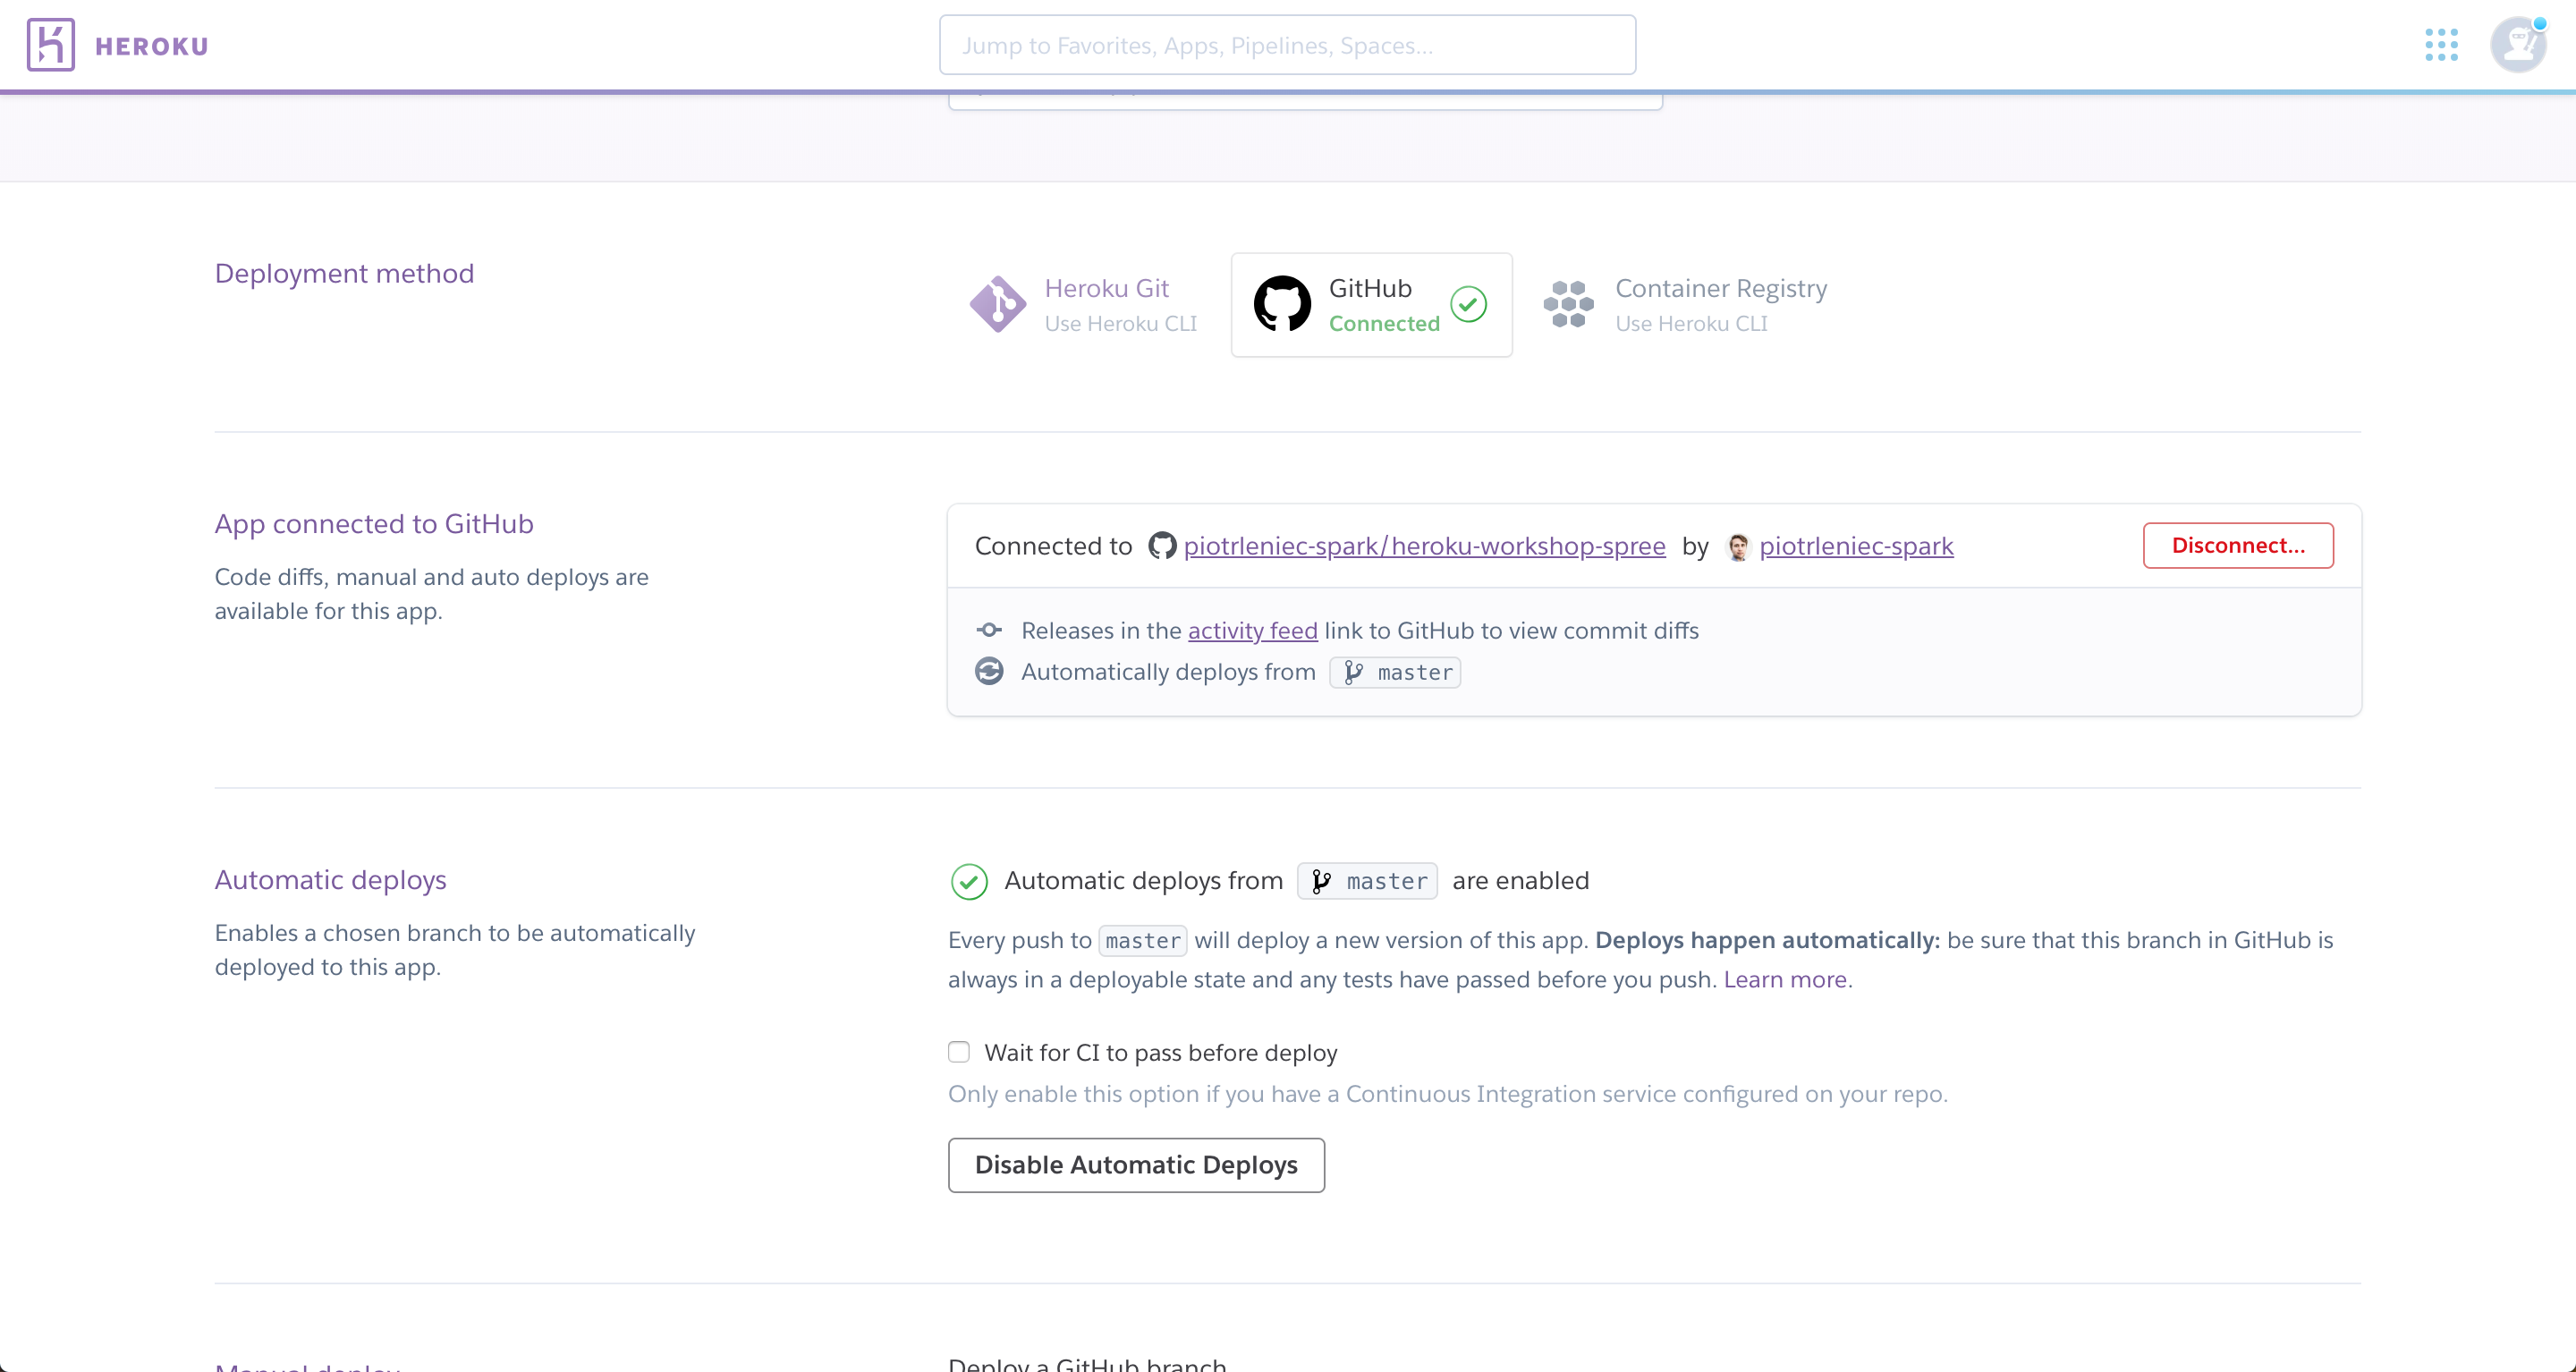 HEROKU
Jump to Favorites, Apps, Pipelines, Spaces...
Deployment method
Heroku Git
Use Heroku CLI
GitHub
Connected
Container Registry
Use Heroku CLI
App connected to GitHub
Code diffs, manual and auto deploys are
available for this app.
Connected to piotrleniec-spark/heroku-workshop-spree by piotrleniec-spark
Disconnect...
Releases in the activity feed link to GitHub to view commit diffs
Automatically deploys from master
Automatic deploys
Enables a chosen branch to be automatically
deployed to this app.
Automatic deploys from master are enabled
Every push to master will deploy a new version of this app. Deploys happen automatically: be sure that this branch in GitHub is
always in a deployable state and any tests have passed before you push. Learn more.
Wait for CI to pass before deploy
Only enable this option if you have a Continuous Integration service configured on your repo.
Disable Automatic Deploys
Manual deploy
Deploy a GitHub branch